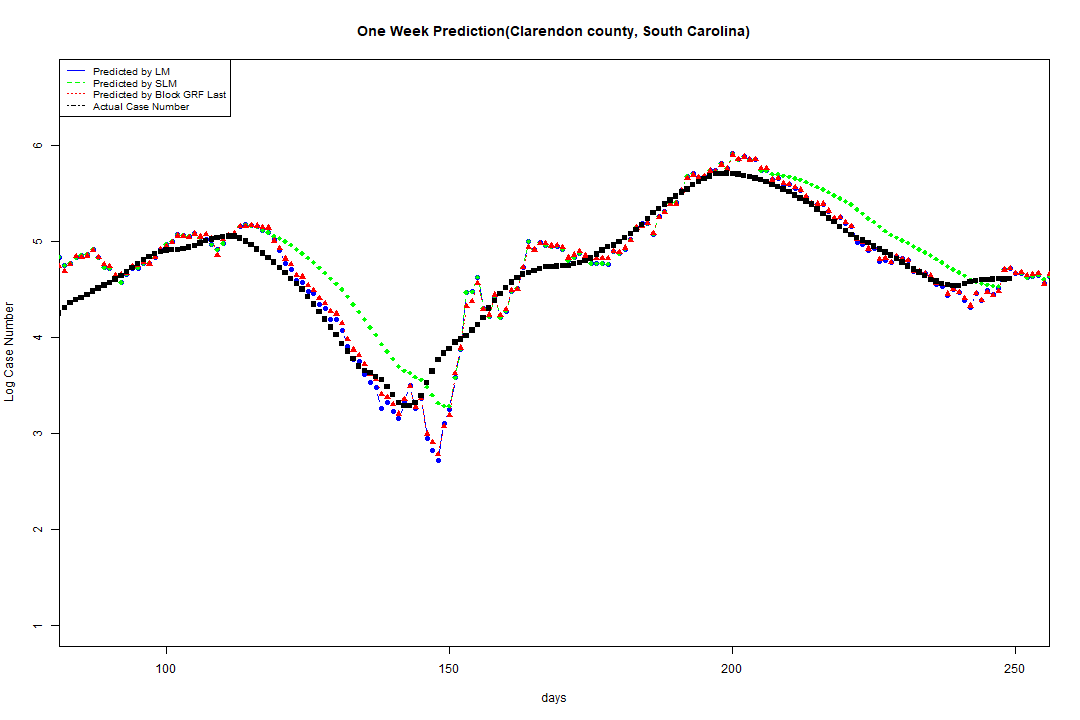 One Week Prediction(Clarendon county, South Carolina)
Predicted by LM
Predicted by SLM
Predicted by Block GRF Last
Actual Case Number
6
5
4
3
2
1
Log Case Number
100
150
200
250
days